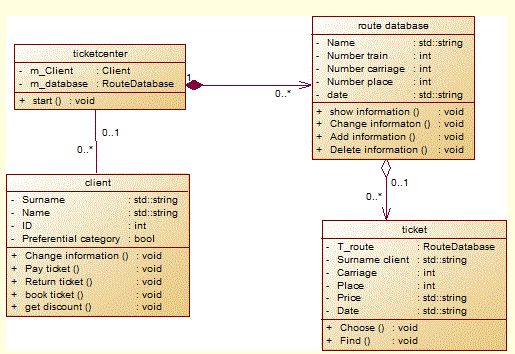 ticketcenter
- m_Client : Client
- m_database : RouteDatabase
+ start () : void
1
0..*
route database
- Name : std::string
- Number train : int
- Number carriage : int
- Number place : int
- date : std::string
+ show information () : void
+ Change informaton () : void
+ Add information () : void
+ Delete information () : void
0..1
0..*
client
- Surname : std::string
- Name : std::string
- ID : int
- Preferential category : bool
+ Change information () : void
+ Pay ticket () : void
+ Return ticket () : void
+ book ticket () : void
+ get discount () : void
0..1
0..*
ticket
- T_route : RouteDatabase
- Surname client : std::string
- Carriage : int
- Place : int
- Price : std::string
- Date : std::string
+ Choose () : void
+ Find () : void